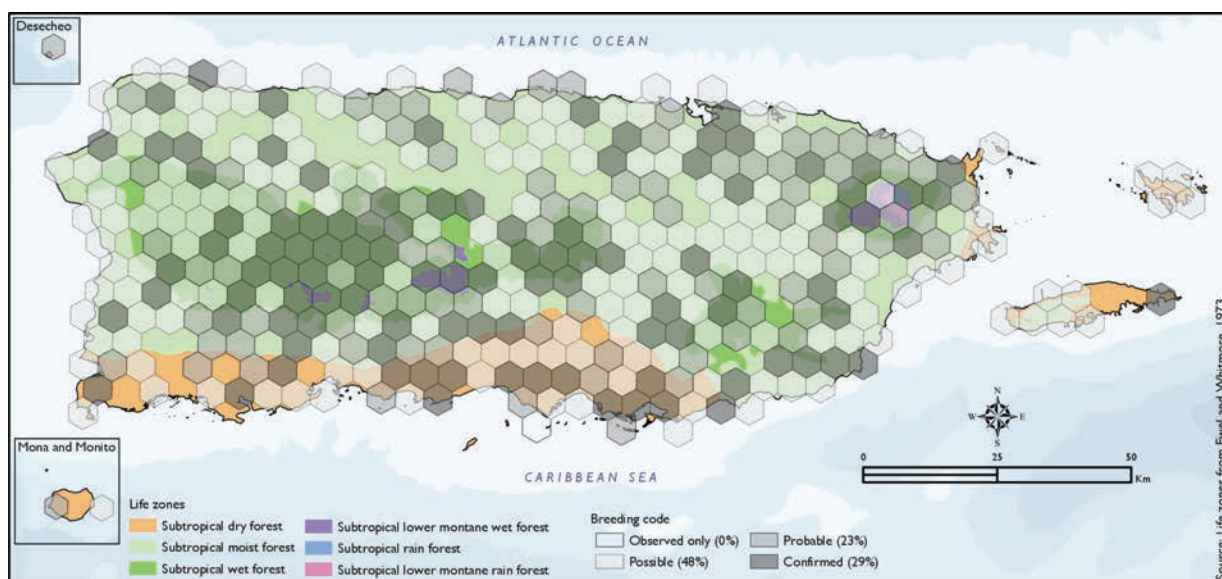 Desecheo
ATLANTIC OCEAN
N
W E
S
0 25 50
Km
Mona and Monito
CARIBBEAN SEA
Life zones
Subtropical dry forest
Subtropical moist forest
Subtropical wet forest
Subtropical lower montane wet forest
Subtropical rain forest
Subtropical lower montane rain forest
Breeding code
Observed only (0%)
Possible (48%)
Probable (23%)
Confirmed (29%)
Source: Life zones from Ewel and Whitmore 1973